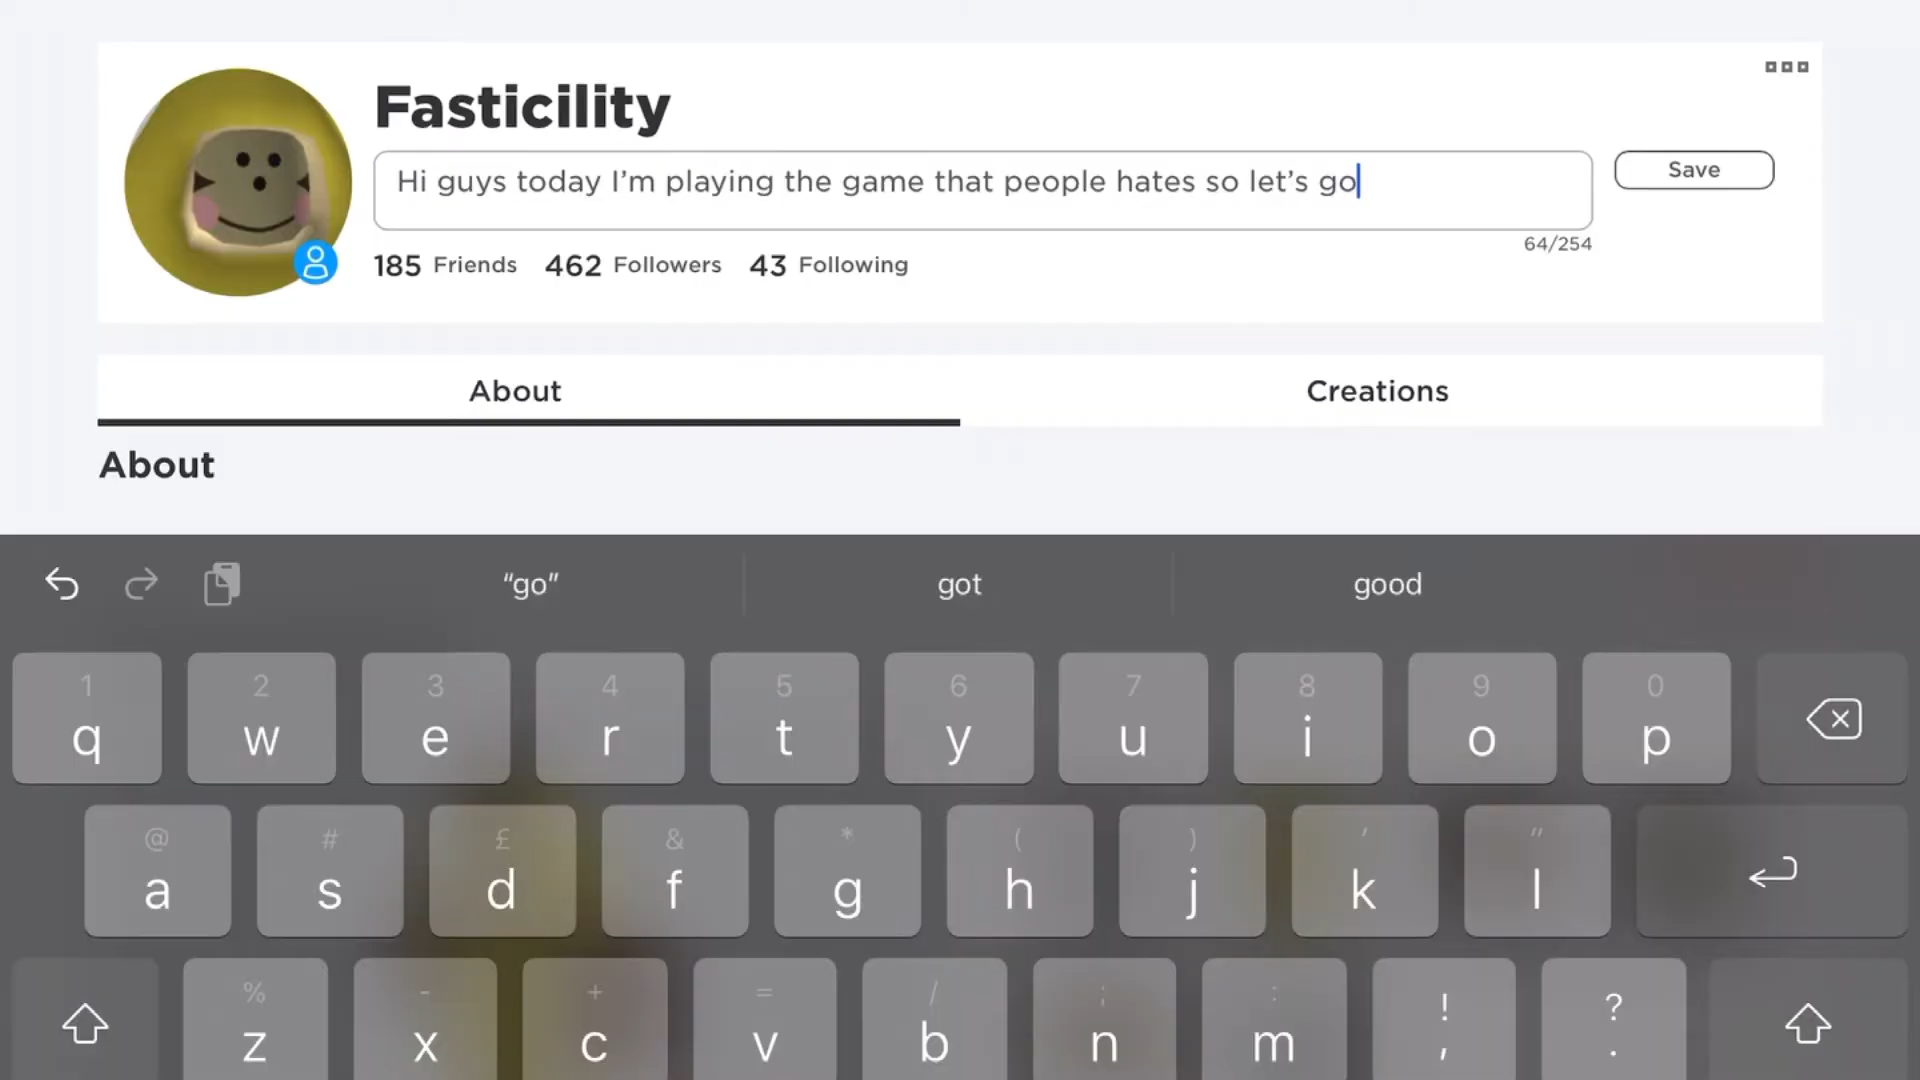 Fasticility
Hi guys today I’m playing the game that people hates so let’s go
Save
64/254
185 Friends 462 Followers 43 Following
About Creations
About
“go” got good
1 2 3 4 5 6 7 8 9 0
q w e r t y u i o p
@ # £ & * ( ) ’ ”
a s d f g h j k l
% - + = / ; : ! ?
z x c v b n m , .